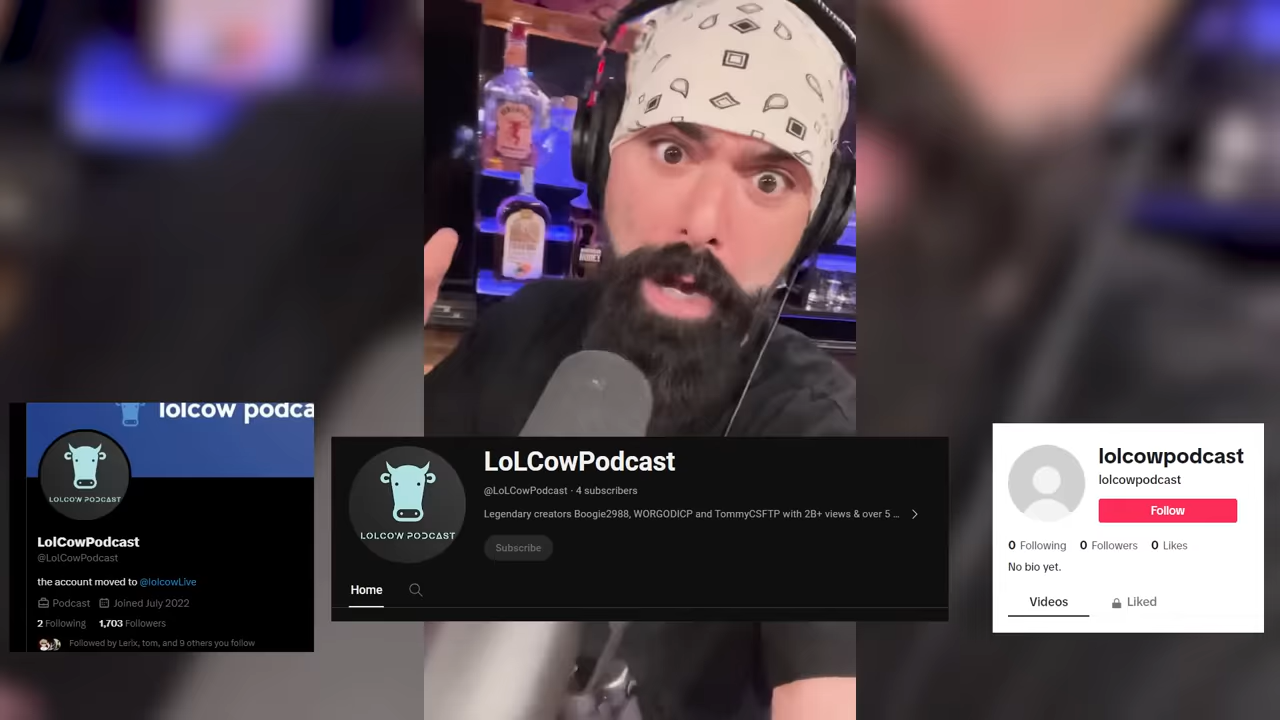 FIREBALL
HONEY
lolcow podca
LOLCOW PODCAST
LolCowPodcast
@LolCowPodcast
the account moved to @lolcowLive
Podcast Joined July 2022
2 Following 1,703 Followers
Followed by Lerix, tom, and 9 others you follow
LOLCOW PODCAST
LoLCowPodcast
@LoLCowPodcast · 4 subscribers
Legendary creators Boogie2988, WORGODICP and TommyCSFTP with 2B+ views & over 5 ...
Subscribe
Home
lolcowpodcast
lolcowpodcast
Follow
0 Following 0 Followers 0 Likes
No bio yet.
Videos Liked